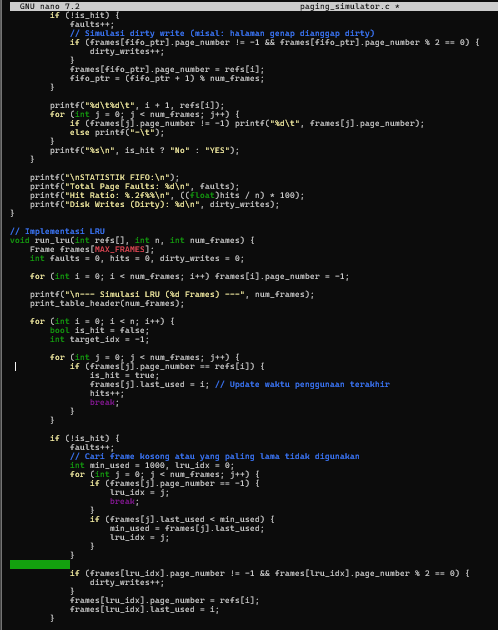 GNU nano 7.2 paging_simulator.c *
if (!is_hit) {
faults++;
// Simulasi dirty write (misal: halaman genap dianggap dirty)
if (frames[fifo_ptr].page_number != -1 && frames[fifo_ptr].page_number % 2 == 0) {
dirty_writes++;
}
frames[fifo_ptr].page_number = refs[i];
fifo_ptr = (fifo_ptr + 1) % num_frames;
}
printf("%d\t%d\t", i + 1, refs[i]);
for (int j = 0; j < num_frames; j++) {
if (frames[j].page_number != -1) printf("%d\t", frames[j].page_number);
else printf("-\t");
}
printf("%s\n", is_hit ? "No" : "YES");
}
printf("\nSTATISTIK FIFO:\n");
printf("Total Page Faults: %d\n", faults);
printf("Hit Ratio: %.2f%%\n", ((float)hits / n) * 100);
printf("Disk Writes (Dirty): %d\n", dirty_writes);
}
// Implementasi LRU
void run_lru(int refs[], int n, int num_frames) {
Frame frames[MAX_FRAMES];
int faults = 0, hits = 0, dirty_writes = 0;
for (int i = 0; i < num_frames; i++) frames[i].page_number = -1;
printf("\n--- Simulasi LRU (%d Frames) ---", num_frames);
print_table_header(num_frames);
for (int i = 0; i < n; i++) {
bool is_hit = false;
int target_idx = -1;
for (int j = 0; j < num_frames; j++) {
if (frames[j].page_number == refs[i]) {
is_hit = true;
frames[j].last_used = i; // Update waktu penggunaan terakhir
hits++;
break;
}
}
if (!is_hit) {
faults++;
// Cari frame kosong atau yang paling lama tidak digunakan
int min_used = 1000, lru_idx = 0;
for (int j = 0; j < num_frames; j++) {
if (frames[j].page_number == -1) {
lru_idx = j;
break;
}
if (frames[j].last_used < min_used) {
min_used = frames[j].last_used;
lru_idx = j;
}
}
if (frames[lru_idx].page_number != -1 && frames[lru_idx].page_number % 2 == 0) {
dirty_writes++;
}
frames[lru_idx].page_number = refs[i];
frames[lru_idx].last_used = i;
}